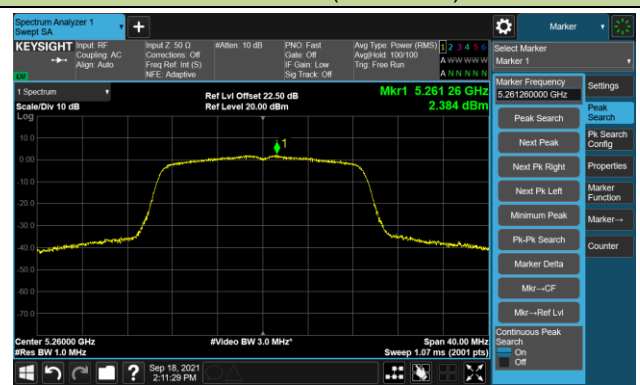 Spectrum Analyzer 1
Swept SA
+
Marker
KEYSIGHT
Input: RF
Coupling: AC
Align: Auto
Input Z: 50 Ω
Corrections: Off
Freq Ref: Int (S)
NFE: Adaptive
#Atten: 10 dB
PNO: Fast
Gate: Off
IF Gain: Low
Sig Track: Off
Avg Type: Power (RMS)
Avg|Hold: 100/100
Trig: Free Run
1 2 3 4 5 6
A W W W W W
A N N N N N
Select Marker
Marker 1
LXI
1 Spectrum
Scale/Div 10 dB
Ref Lvl Offset 22.50 dB
Ref Level 20.00 dBm
Mkr1 5.261 26 GHz
2.384 dBm
Log
10.0
0.00
-10.0
-20.0
-30.0
-40.0
-50.0
-60.0
-70.0
1
Center 5.26000 GHz
#Res BW 1.0 MHz
#Video BW 3.0 MHz*
Span 40.00 MHz
Sweep 1.07 ms (2001 pts)
Marker Frequency
5.261260000 GHz
Peak Search
Next Peak
Next Pk Right
Next Pk Left
Minimum Peak
Pk-Pk Search
Marker Delta
Mkr→CF
Mkr→Ref Lvl
Continuous Peak
Search
On
Off
Settings
Peak
Search
Pk Search
Config
Properties
Marker
Function
Marker→
Counter
?
Sep 18, 2021
2:11:29 PM